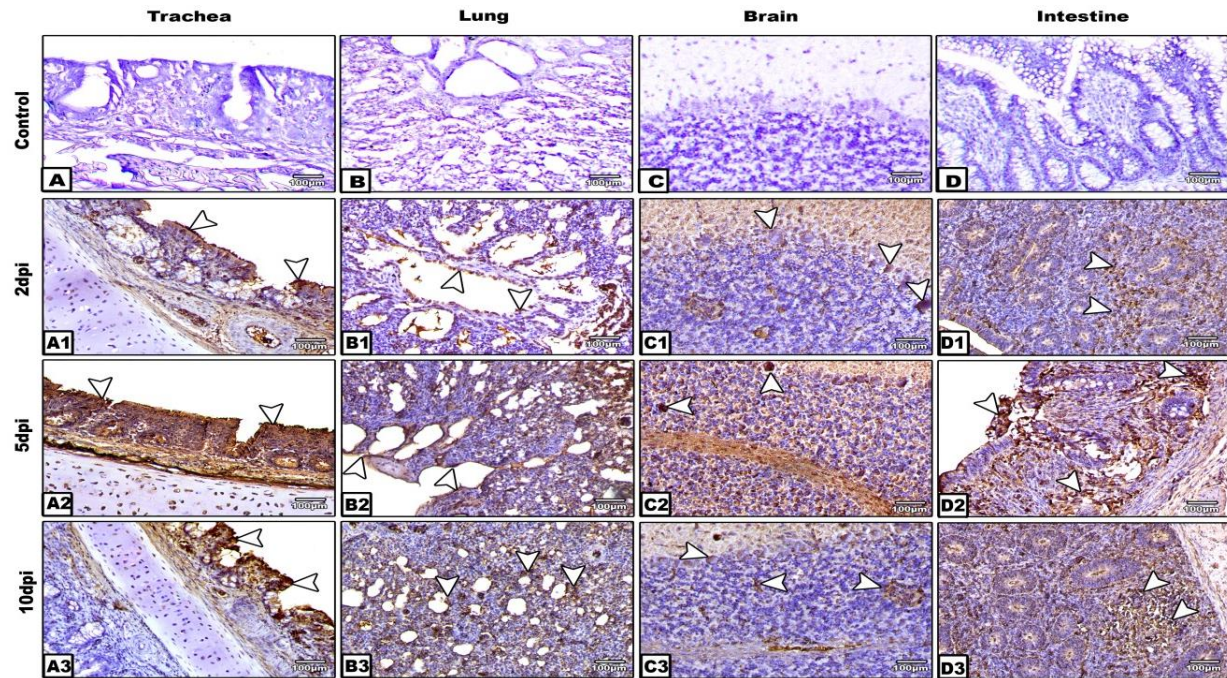 Trachea Lung Brain Intestine
Control
A 100µm B 100µm C 100µm D 100µm
2dpi
A1 100µm B1 100µm C1 100µm D1 100µm
5dpi
A2 100µm B2 100µm C2 100µm D2 100µm
10dpi
A3 100µm B3 100µm C3 100µm D3 100µm